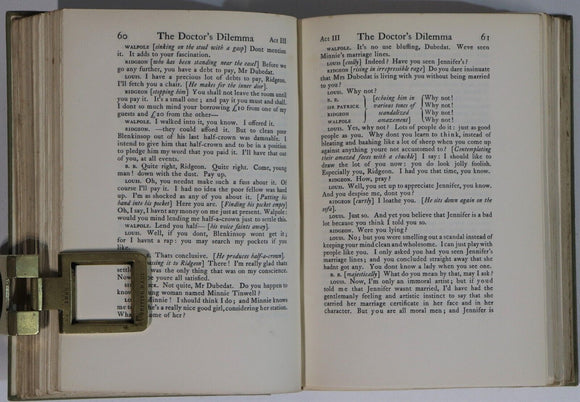 60 The Doctor's Dilemma Act III
WALPOLE [sinking on the stool with a gasp] Dont mention
it. It adds to your fascination.
RIDGEON [who has been standing near the easel] Before we
go any further, you have a debt to pay, Mr Dubedat.
LOUIS. I have a precious lot of debts to pay, Ridgeon.
I'll fetch you a chair. [He makes for the inner door].
RIDGEON [stopping him] You shall not leave the room until
you pay it. It's a small one; and pay it you must and shall.
I dont so much mind your borrowing £10 from one of my
guests and £20 from the other—
WALPOLE. I walked into it, you know. I offered it.
RIDGEON. —they could afford it. But to clean poor
Blenkinsop out of his last half-crown was damnable. I
intend to give him that half-crown and to be in a position
to pledge him my word that you paid it. I'll have that out
of you, at all events.
B. B. Quite right, Ridgeon. Quite right. Come, young
man! down with the dust. Pay up.
LOUIS. Oh, you neednt make such a fuss about it. Of
course I'll pay it. I had no idea the poor fellow was hard
up. I'm as shocked as any of you about it. [Putting his
hand into his pocket] Here you are. [Finding his pocket empty]
Oh, I say, I havnt any money on me just at present. Walpole:
would you mind lending me half-a-crown just to settle this.
WALPOLE. Lend you half— [his voice faints away].
LOUIS. Well, if you dont, Blenkinsop wont get it;
for I havnt a rap: you may search my pockets if you
like.
Thats conclusive. [He produces half-a-crown].
passing it to Ridgeon] There! I'm really glad thats
settled: was the only thing that was on my conscience.
Now you're all satisfied.
Not quite, Mr Dubedat. Do you happen to
know young woman named Minnie Tinwell?
Minnie! I should think I do; and Minnie knows
me she's a really nice good girl, considering her station.
What's of her?
Act III The Doctor's Dilemma 61
WALPOLE. It's no use bluffing, Dubedat. Weve seen
Minnie's marriage lines.
LOUIS [coolly] Indeed? Have you seen Jennifer's?
RIDGEON [rising in irrepressible rage] Do you dare insinuate
that Mrs Dubedat is living with you without being married
to you?
LOUIS. Why not?
B. B. [echoing him in Why not!
SIR PATRICK various tones of Why not!
RIDGEON scandalized Why not!
WALPOLE amazement] Why not!
LOUIS. Yes, why not? Lots of people do it: just as good
people as you. Why dont you learn to think, instead of
bleating and baahing like a lot of sheep when you come up
against anything youre not accustomed to? [Contemplating
their amazed faces with a chuckle] I say: I should like to
draw the lot of you now: you do look jolly foolish.
Especially you, Ridgeon. I had you that time, you know.
RIDGEON. How, pray?
LOUIS. Well, you set up to appreciate Jennifer, you know.
And you despise me, dont you?
RIDGEON [curtly] I loathe you. [He sits down again on the
sofa].
LOUIS. Just so. And yet you believe that Jennifer is a bad
lot because you think I told you so.
RIDGEON. Were you lying?
LOUIS. No; but you were smelling out a scandal instead of
keeping your mind clean and wholesome. I can just play with
people like you. I only asked you had you seen Jennifer's
marriage lines; and you concluded straight away that she
hadnt got any. You dont know a lady when you see one.
B. B. [majestically] What do you mean by that, may I ask?
LOUIS. Now, I'm only an immoral artist; but if youd
told me that Jennifer wasnt married, I'd have had the
gentlemanly feeling and artistic instinct to say that she
carried her marriage certificate in her face and in her
character. But you are all moral men; and Jennifer is